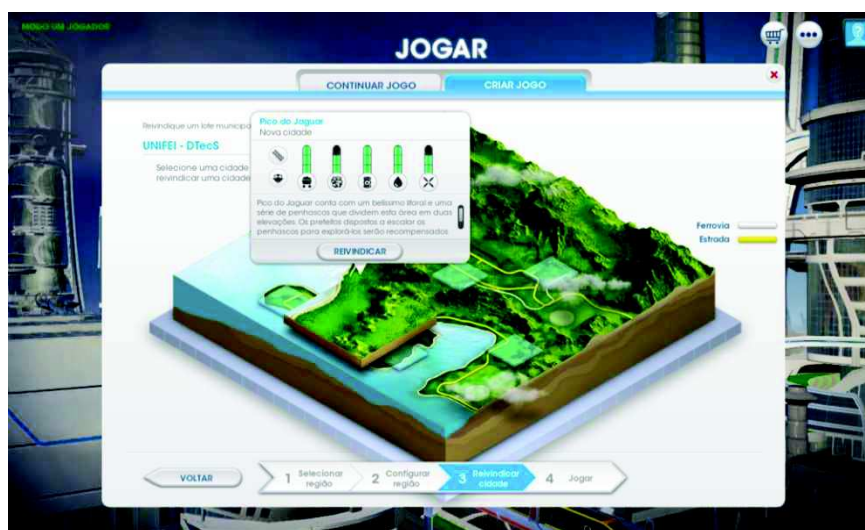 MODO UM JOGADOR
JOGAR
CONTINUAR JOGO
CRIAR JOGO
Reivindique um lote municipal
UNIFEI - DTecS
Selecione uma cidade
reivindicar uma cidade
Pico do Jaguar
Nova cidade
Pico do Jaguar conta com um belíssimo litoral e uma
série de penhascos que dividem esta área em duas
elevações. Os prefeitos dispostos a escalar os
penhascos para explorá-los serão recompensados
REIVINDICAR
Ferrovia
Estrada
VOLTAR
1 Selecionar região
2 Configurar região
3 Reivindicar cidade
4 Jogar